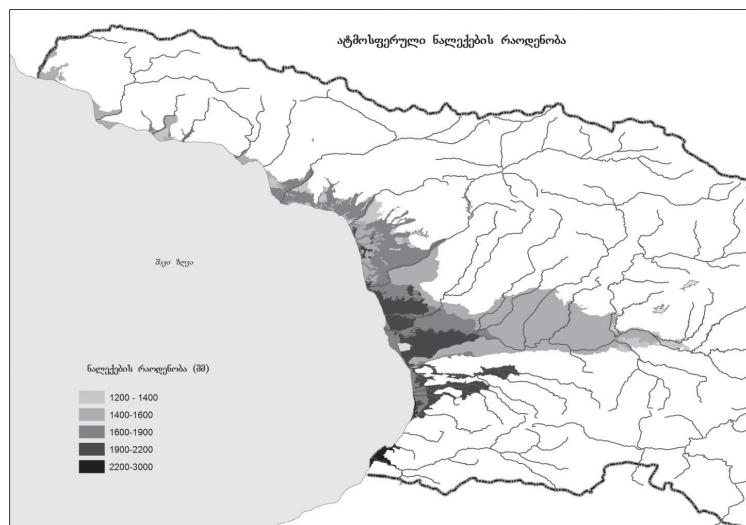 ატმოსფერული ნალექების რაოდენობა
შავი ზღვა
ნალექების რაოდენობა (მმ)
1200 - 1400
1400-1600
1600-1900
1900-2200
2200-3000